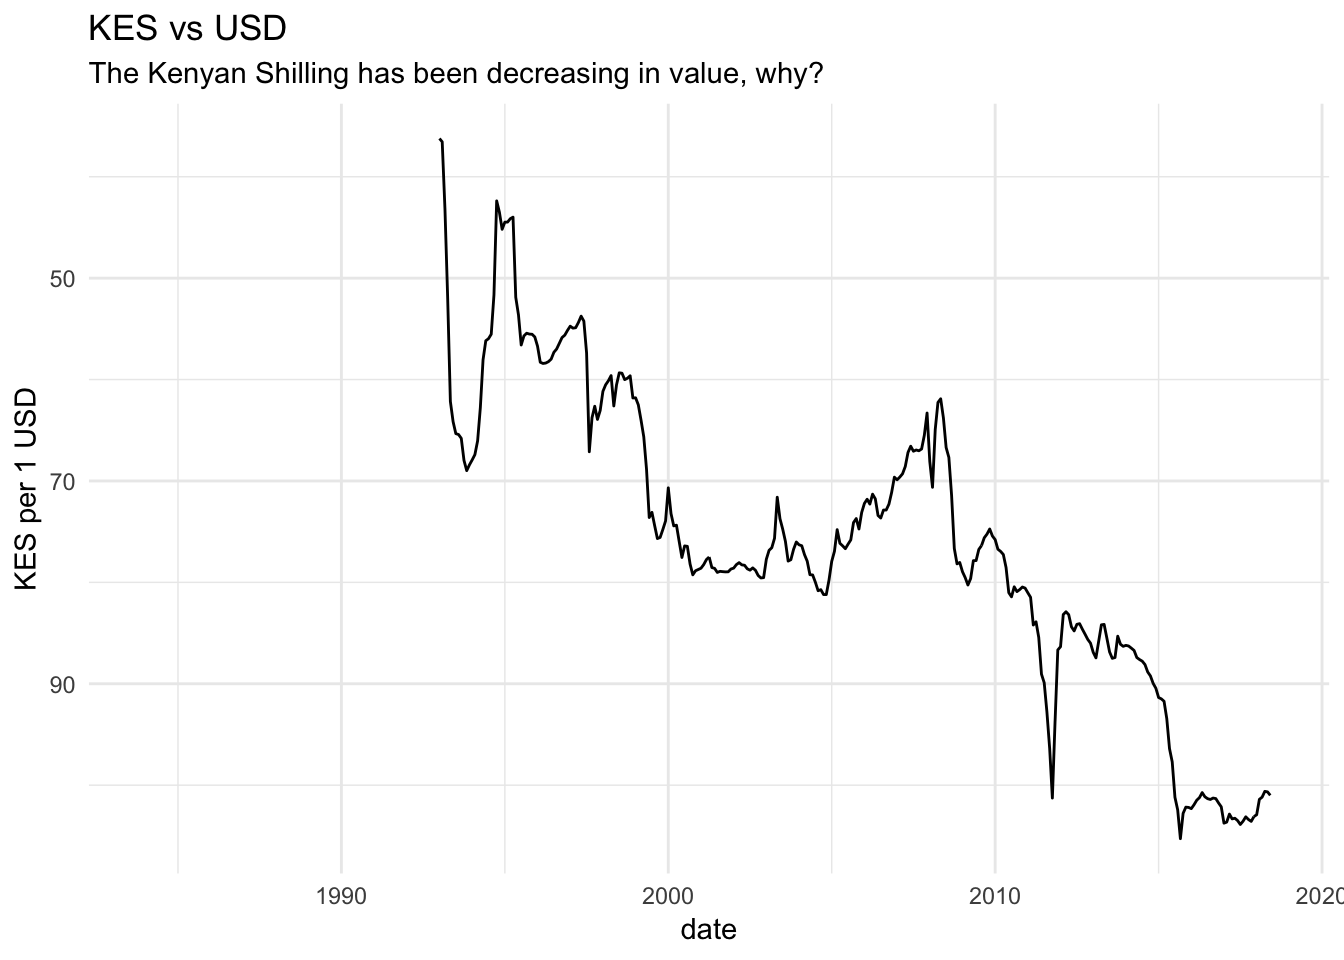 KES vs USD
The Kenyan Shilling has been decreasing in value, why?
KES per 1 USD
50
70
90
1990
2000
2010
2020
date